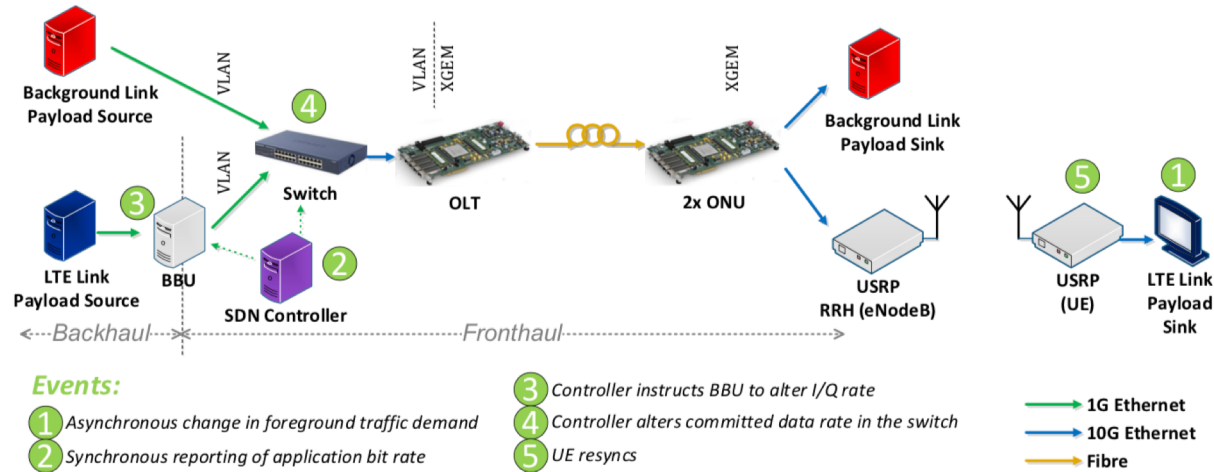 Background Link
Payload Source
VLAN
4
VLAN
XGEM
XGEM
Background Link
Payload Sink
VLAN
Switch
OLT
2x ONU
3
LTE Link
Payload Source
BBU
2
SDN Controller
USRP
RRH (eNodeB)
5
USRP
(UE)
1
LTE Link
Payload
Sink
Backhaul
Fronthaul
Events:
1 Asynchronous change in foreground traffic demand
2 Synchronous reporting of application bit rate
3 Controller instructs BBU to alter I/Q rate
4 Controller alters committed data rate in the switch
5 UE resyncs
1G Ethernet
10G Ethernet
Fibre